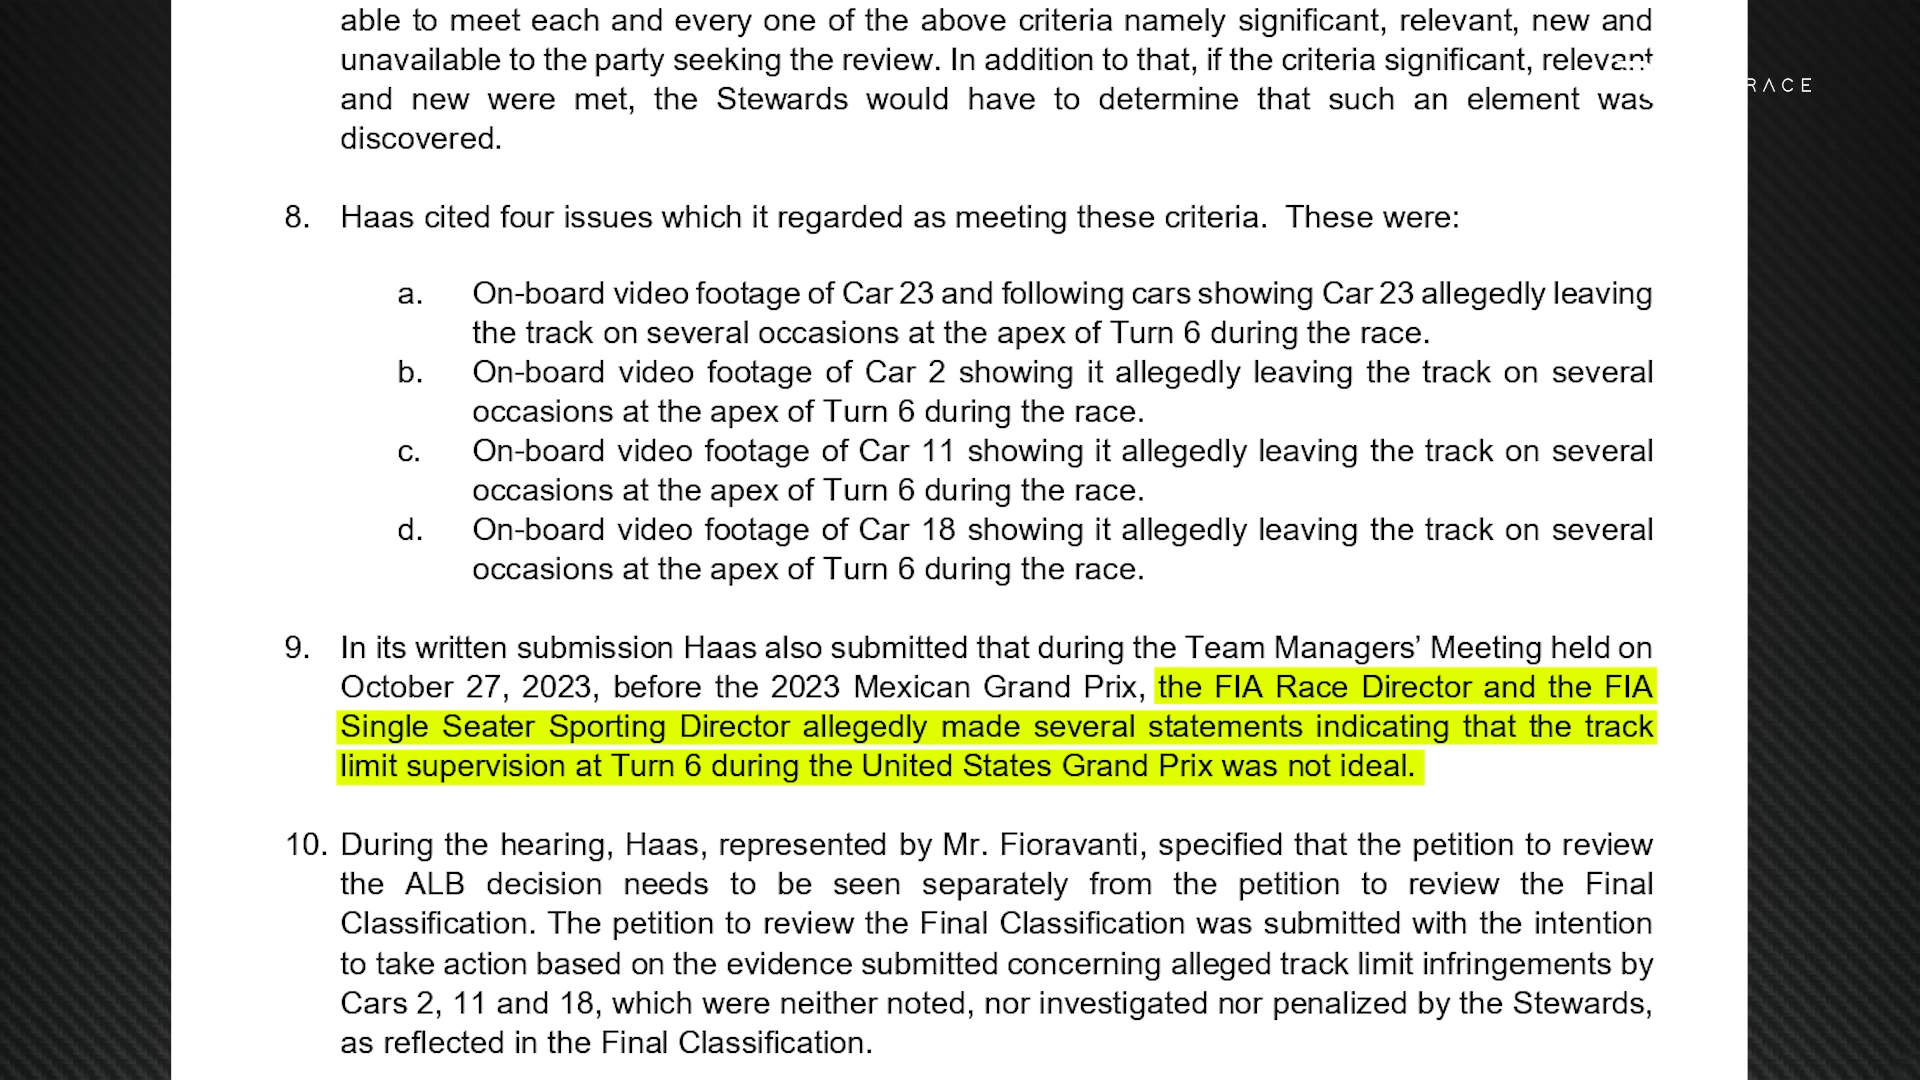 able to meet each and every one of the above criteria namely significant, relevant, new and
unavailable to the party seeking the review. In addition to that, if the criteria significant, relevant
and new were met, the Stewards would have to determine that such an element was
discovered.
RACE
8. Haas cited four issues which it regarded as meeting these criteria. These were:
a. On-board video footage of Car 23 and following cars showing Car 23 allegedly leaving
the track on several occasions at the apex of Turn 6 during the race.
b. On-board video footage of Car 2 showing it allegedly leaving the track on several
occasions at the apex of Turn 6 during the race.
c. On-board video footage of Car 11 showing it allegedly leaving the track on several
occasions at the apex of Turn 6 during the race.
d. On-board video footage of Car 18 showing it allegedly leaving the track on several
occasions at the apex of Turn 6 during the race.
9. In its written submission Haas also submitted that during the Team Managers’ Meeting held on
October 27, 2023, before the 2023 Mexican Grand Prix, the FIA Race Director and the FIA
Single Seater Sporting Director allegedly made several statements indicating that the track
limit supervision at Turn 6 during the United States Grand Prix was not ideal.
10. During the hearing, Haas, represented by Mr. Fioravanti, specified that the petition to review
the ALB decision needs to be seen separately from the petition to review the Final
Classification. The petition to review the Final Classification was submitted with the intention
to take action based on the evidence submitted concerning alleged track limit infringements by
Cars 2, 11 and 18, which were neither noted, nor investigated nor penalized by the Stewards,
as reflected in the Final Classification.